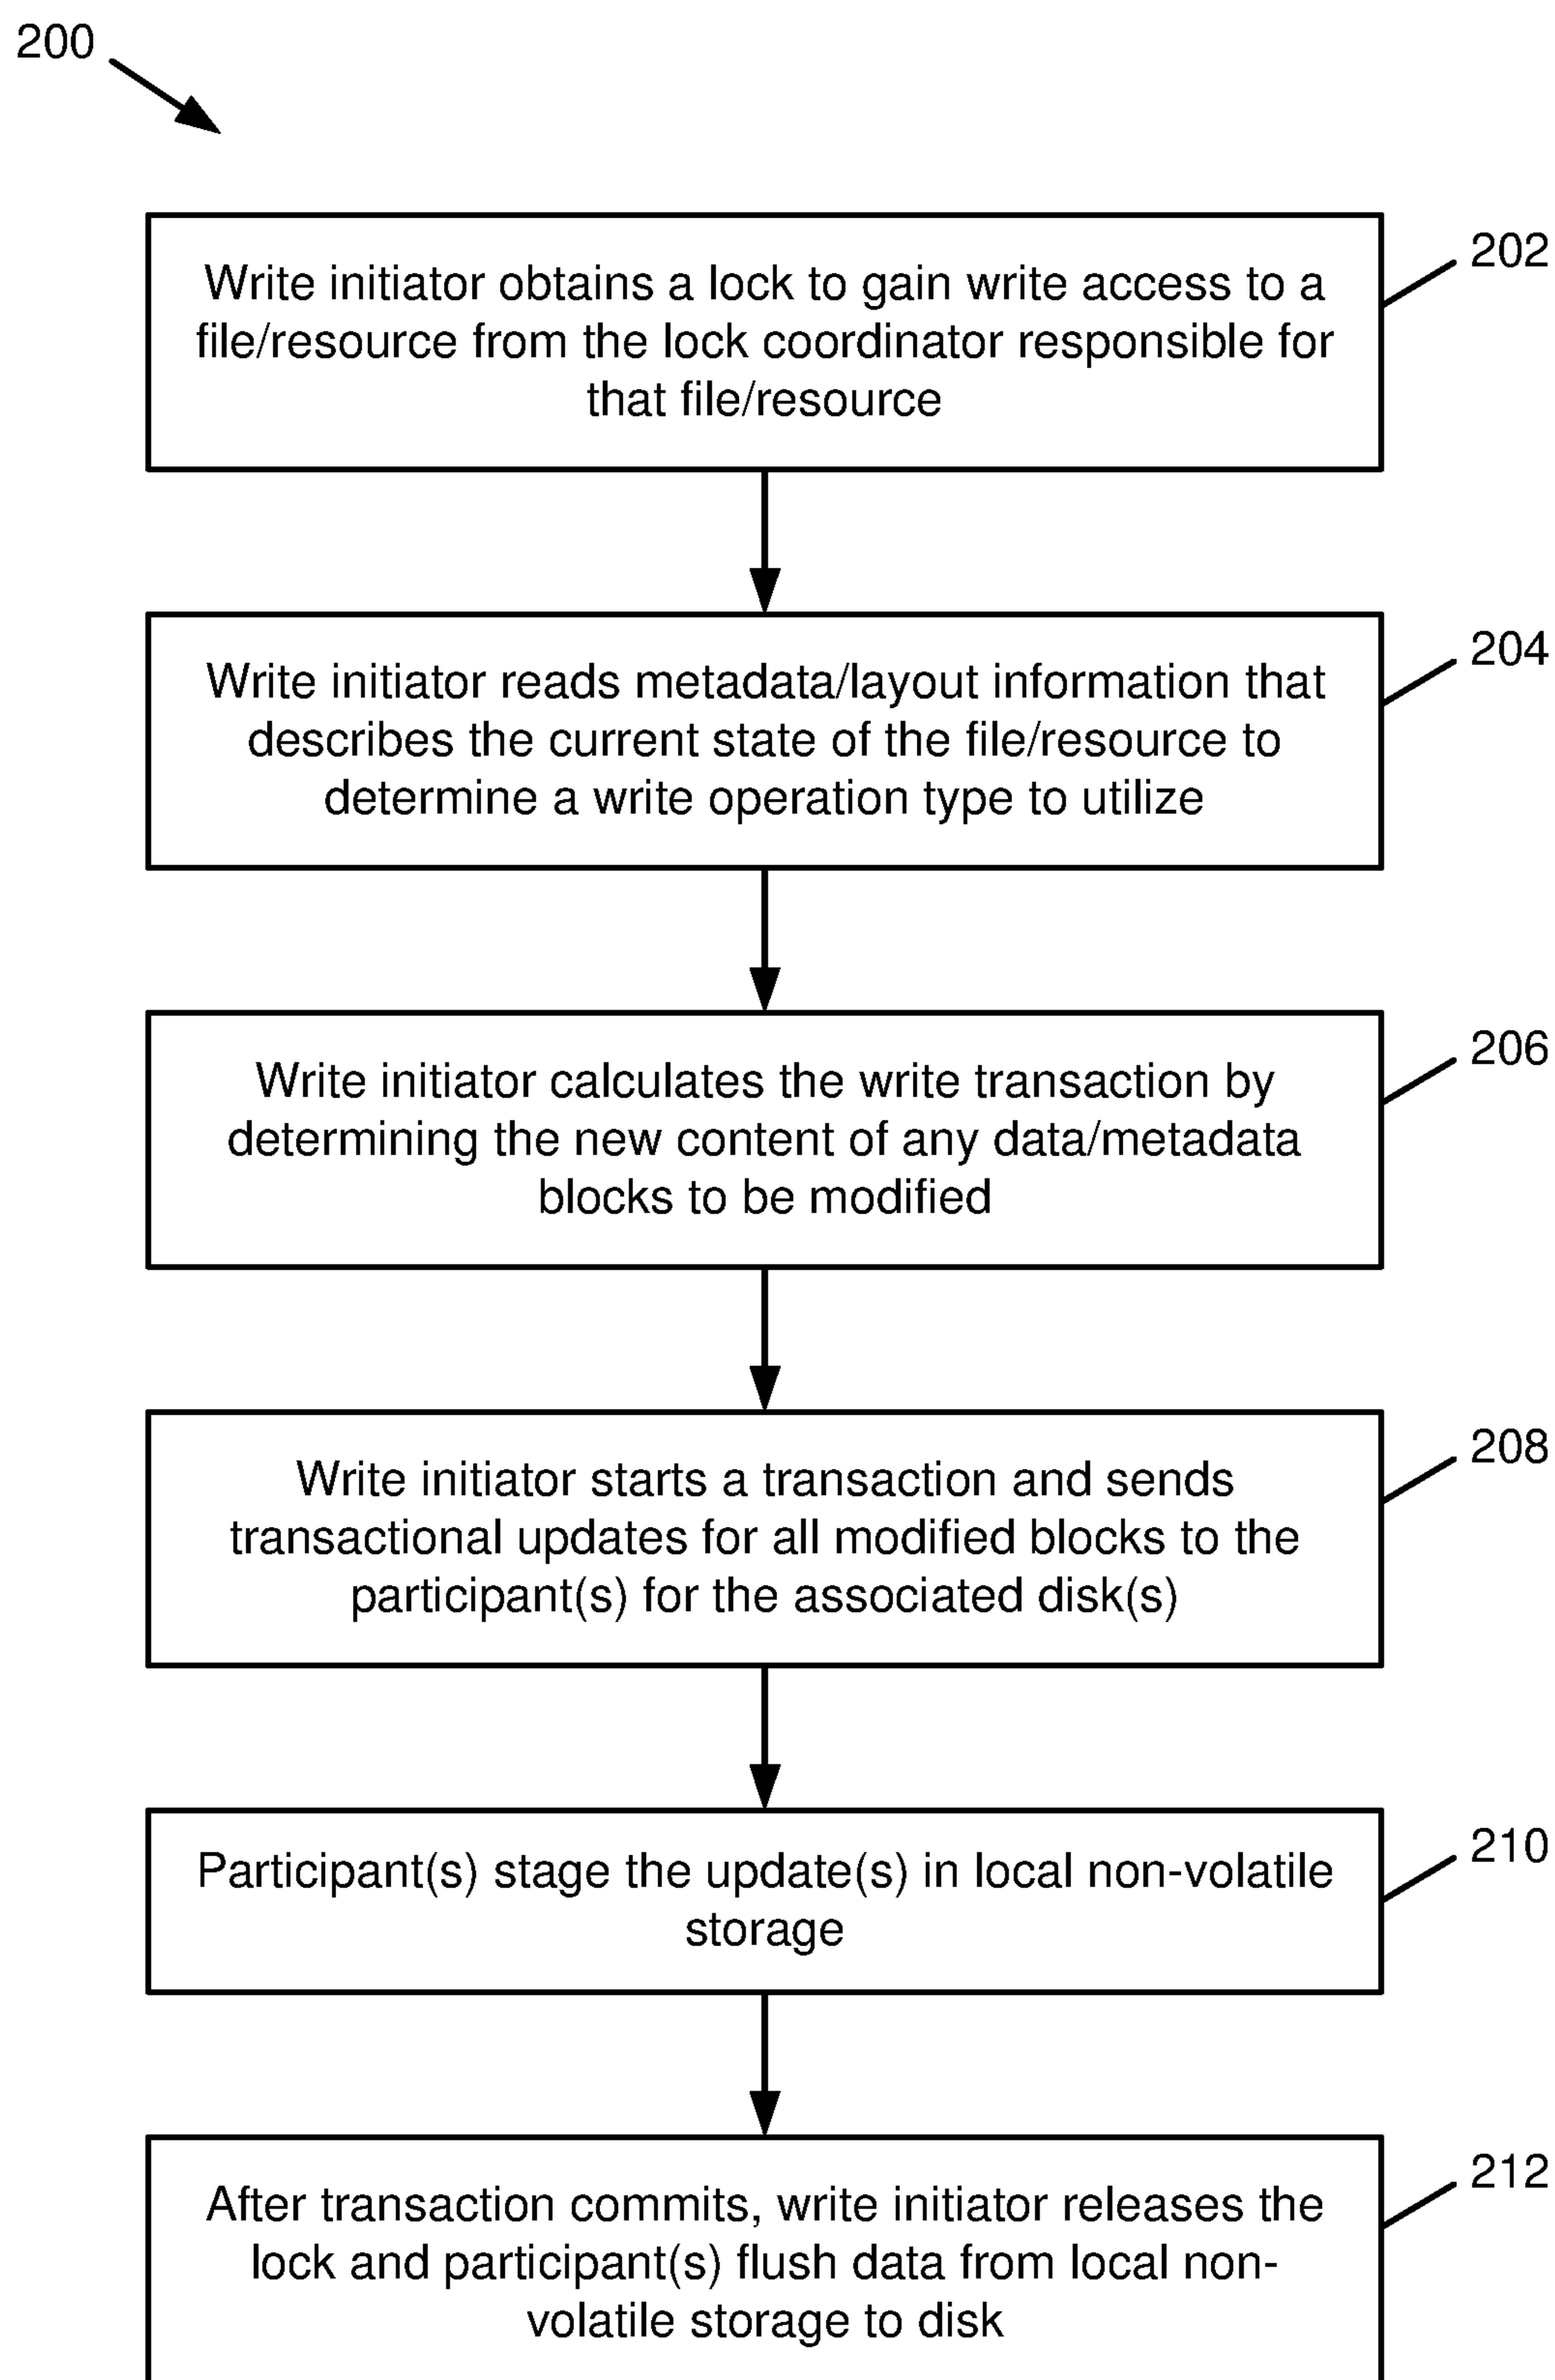 200
Write initiator obtains a lock to gain write access to a
file/resource from the lock coordinator responsible for
that file/resource
202
Write initiator reads metadata/layout information that
describes the current state of the file/resource to
determine a write operation type to utilize
204
Write initiator calculates the write transaction by
determining the new content of any data/metadata
blocks to be modified
206
Write initiator starts a transaction and sends
transactional updates for all modified blocks to the
participant(s) for the associated disk(s)
208
Participant(s) stage the update(s) in local non-volatile
storage
210
After transaction commits, write initiator releases the
lock and participant(s) flush data from local non-
volatile storage to disk
212